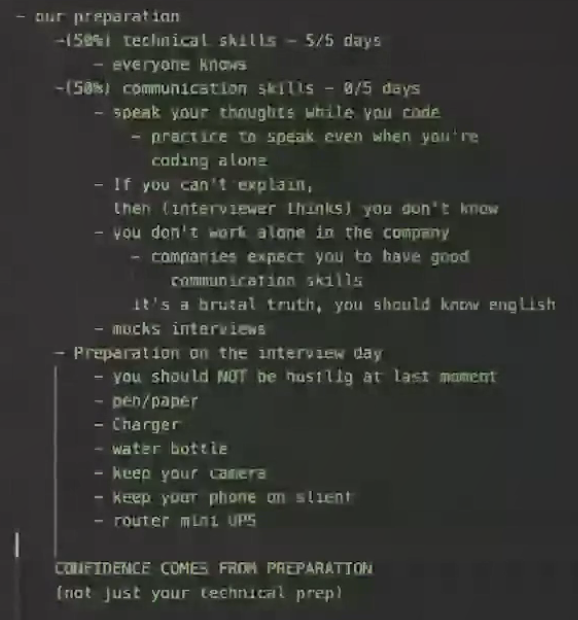 - our preparation
-(50%) technical skills - 5/5 days
- everyone knows
-(50%) communication skills - 0/5 days
- speak your thoughts while you code
- practice to speak even when you're
coding alone
- If you can't explain,
then (interviewer thinks) you don't know
- you don't work alone in the company
- companies expect you to have good
communication skills
it's a brutal truth, you should know english
- mocks interviews
- Preparation on the interview day
- you should NOT be hustlig at last moment
- pen/paper
- Charger
- water bottle
- keep your camera
- keep your phone on slient
- router mini UPS
CONFIDENCE COMES FROM PREPARATION
(not just your technical prep)